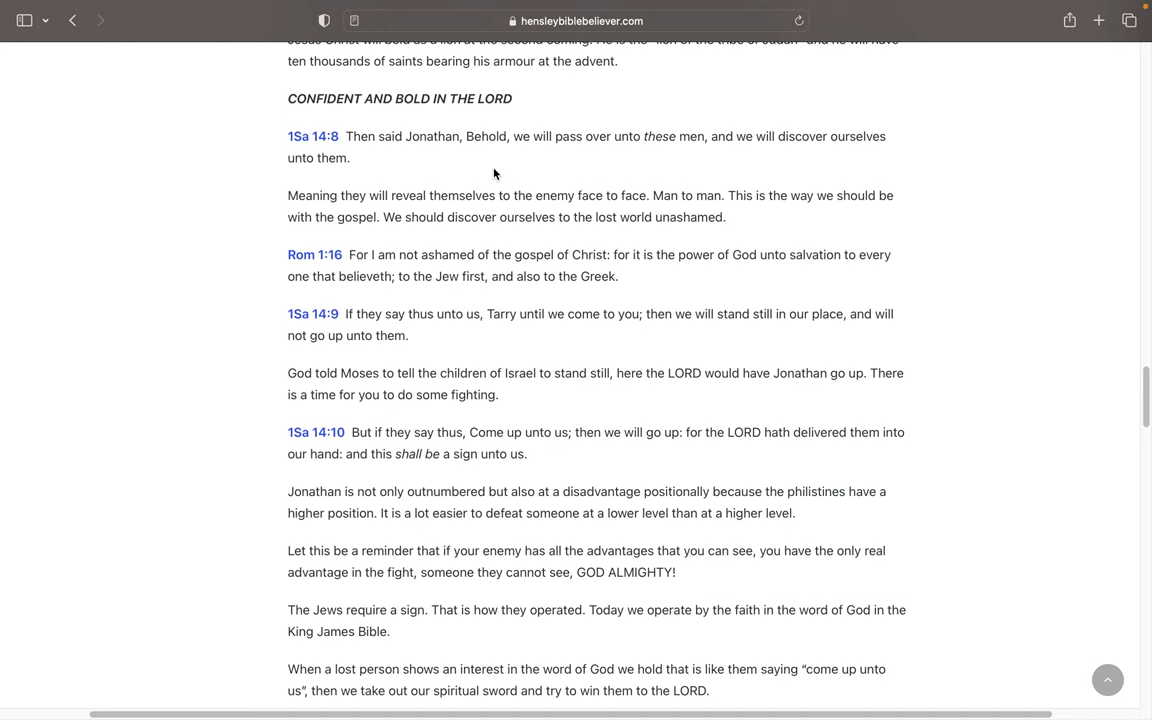 hensleybiblebeliever.com
ten thousands of saints bearing his armour at the advent.
CONFIDENT AND BOLD IN THE LORD
1Sa 14:8 Then said Jonathan, Behold, we will pass over unto these men, and we will discover ourselves
unto them.
Meaning they will reveal themselves to the enemy face to face. Man to man. This is the way we should be
with the gospel. We should discover ourselves to the lost world unashamed.
Rom 1:16 For I am not ashamed of the gospel of Christ: for it is the power of God unto salvation to every
one that believeth; to the Jew first, and also to the Greek.
1Sa 14:9 If they say thus unto us, Tarry until we come to you; then we will stand still in our place, and will
not go up unto them.
God told Moses to tell the children of Israel to stand still, here the LORD would have Jonathan go up. There
is a time for you to do some fighting.
1Sa 14:10 But if they say thus, Come up unto us; then we will go up: for the LORD hath delivered them into
our hand: and this shall be a sign unto us.
Jonathan is not only outnumbered but also at a disadvantage positionally because the philistines have a
higher position. It is a lot easier to defeat someone at a lower level than at a higher level.
Let this be a reminder that if your enemy has all the advantages that you can see, you have the only real
advantage in the fight, someone they cannot see, GOD ALMIGHTY!
The Jews require a sign. That is how they operated. Today we operate by the faith in the word of God in the
King James Bible.
When a lost person shows an interest in the word of God we hold that is like them saying “come up unto
us”, then we take out our spiritual sword and try to win them to the LORD.